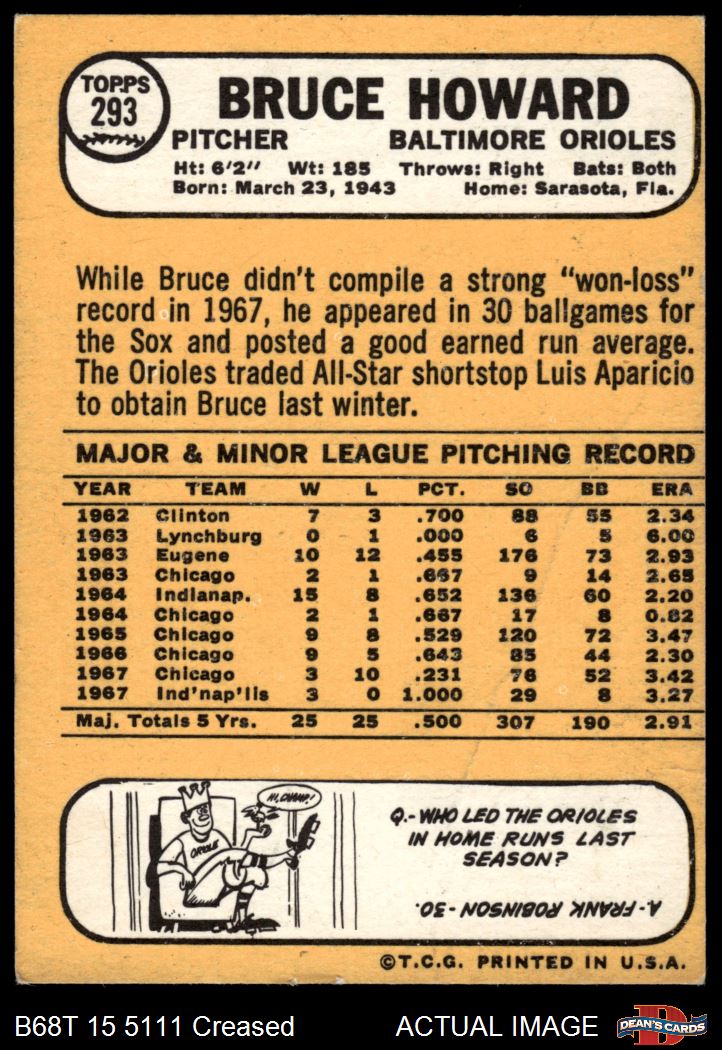 TOPPS
293
BRUCE HOWARD
PITCHER BALTIMORE ORIOLES
Ht: 6'2" Wt: 185 Throws: Right Bats: Both
Born: March 23, 1943 Home: Sarasota, Fla.
While Bruce didn't compile a strong "won-loss"
record in 1967, he appeared in 30 ballgames for
the Sox and posted a good earned run average.
The Orioles traded All-Star shortstop Luis Aparicio
to obtain Bruce last winter.
MAJOR & MINOR LEAGUE PITCHING RECORD
YEAR TEAM W L PCT. SO BB ERA
1962 Clinton 7 3 .700 88 55 2.34
1963 Lynchburg 0 1 .000 6 5 6.00
1963 Eugene 10 12 .455 176 73 2.93
1963 Chicago 2 1 .667 9 14 2.65
1964 Indianap. 15 8 .652 136 60 2.20
1964 Chicago 2 1 .667 17 8 0.82
1965 Chicago 9 8 .529 120 72 3.47
1966 Chicago 9 5 .643 85 44 2.30
1967 Chicago 3 10 .231 76 52 3.42
1967 Ind'nap'lis 3 0 1.000 29 8 3.27
Maj. Totals 5 Yrs. 25 25 .500 307 190 2.91
HI, CHAMP!
ORIOLE
Q.-WHO LED THE ORIOLES
IN HOME RUNS LAST
SEASON?
A.-FRANK ROBINSON-30.
©T.C.G. PRINTED IN U.S.A.
B68T 15 5111 Creased ACTUAL IMAGE
D
DEAN'S CARDS